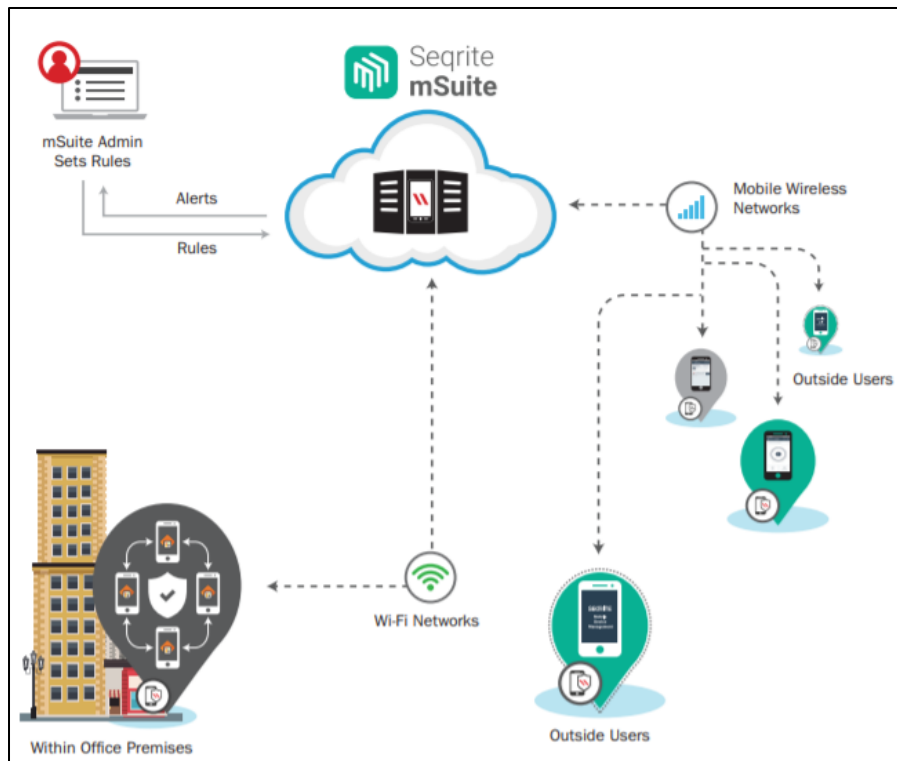 Seqrite
mSuite
mSuite Admin
Sets Rules
Alerts
Rules
Mobile Wireless
Networks
Outside Users
Wi-Fi Networks
Within Office Premises
Outside Users